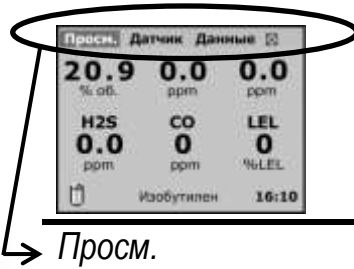 Просм. Датчик Данные
20.9 0.0 0.0
% об. ppm ppm
H2S CO LEL
0.0 0 0
ppm ppm %LEL
Изобутилен 16:10
Просм.